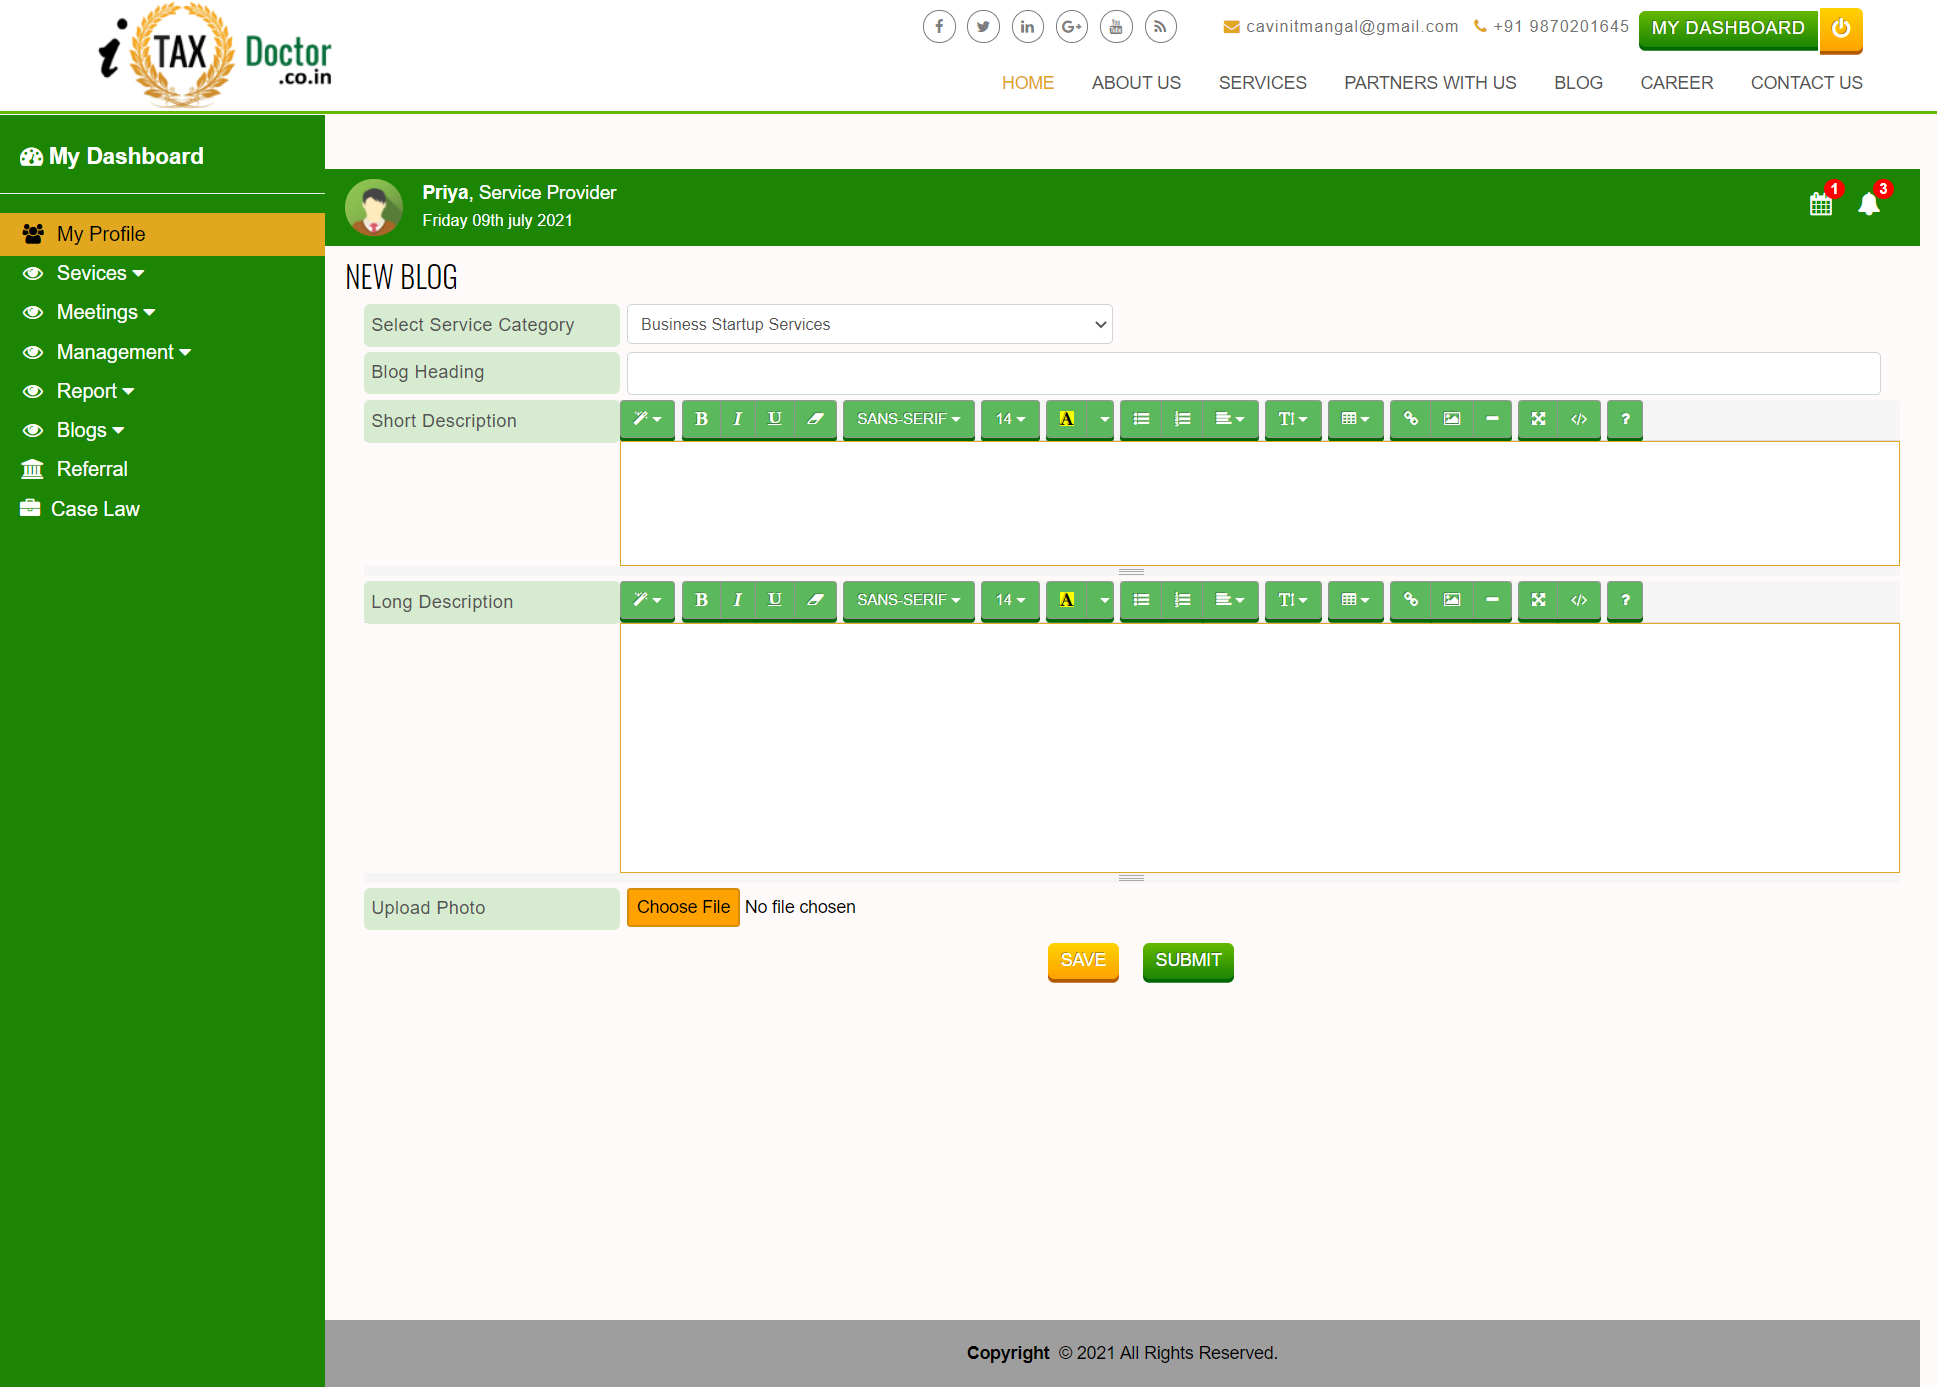 i TAX Doctor
.co.in
cavinitmangal@gmail.com +91 9870201645 MY DASHBOARD
HOME ABOUT US SERVICES PARTNERS WITH US BLOG CAREER CONTACT US
My Dashboard
My Profile
Sevices
Meetings
Management
Report
Blogs
Referral
Case Law
Priya, Service Provider
Friday 09th july 2021
1 3
NEW BLOG
Select Service Category Business Startup Services
Blog Heading
Short Description B I U SANS-SERIF 14 A ?
Long Description B I U SANS-SERIF 14 A ?
Upload Photo Choose File No file chosen
SAVE SUBMIT
Copyright © 2021 All Rights Reserved.